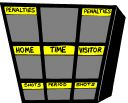 PENALTIES PENALTIES
HOME TIME VISITOR
SHOTS PERIOD SHOTS